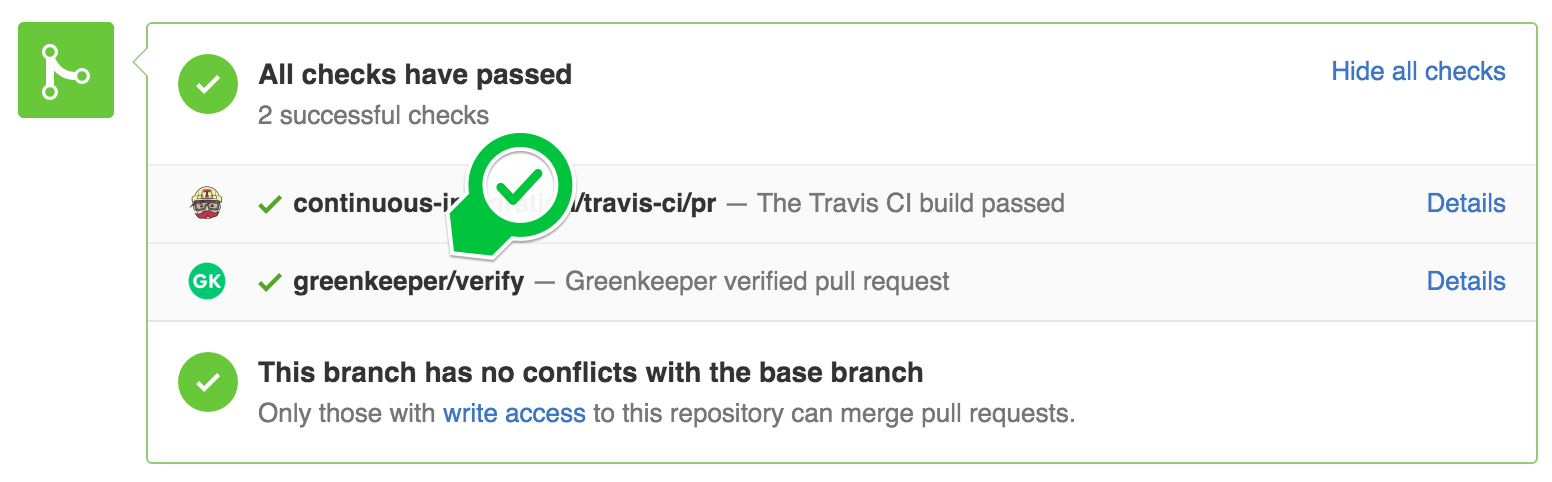 All checks have passed
Hide all checks
2 successful checks
continuous-integration/travis-ci/pr — The Travis CI build passed
Details
GK
greenkeeper/verify — Greenkeeper verified pull request
Details
This branch has no conflicts with the base branch
Only those with write access to this repository can merge pull requests.